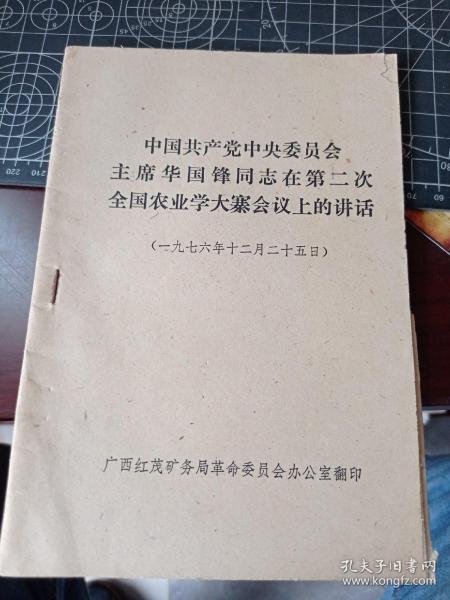 中国共产党中央委员会
主席华国锋同志在第二次
全国农业学大寨会议上的讲话
（一九七六年十二月二十五日）
广西红茂矿务局革命委员会办公室翻印
孔夫子旧书网
www.kongfz.com